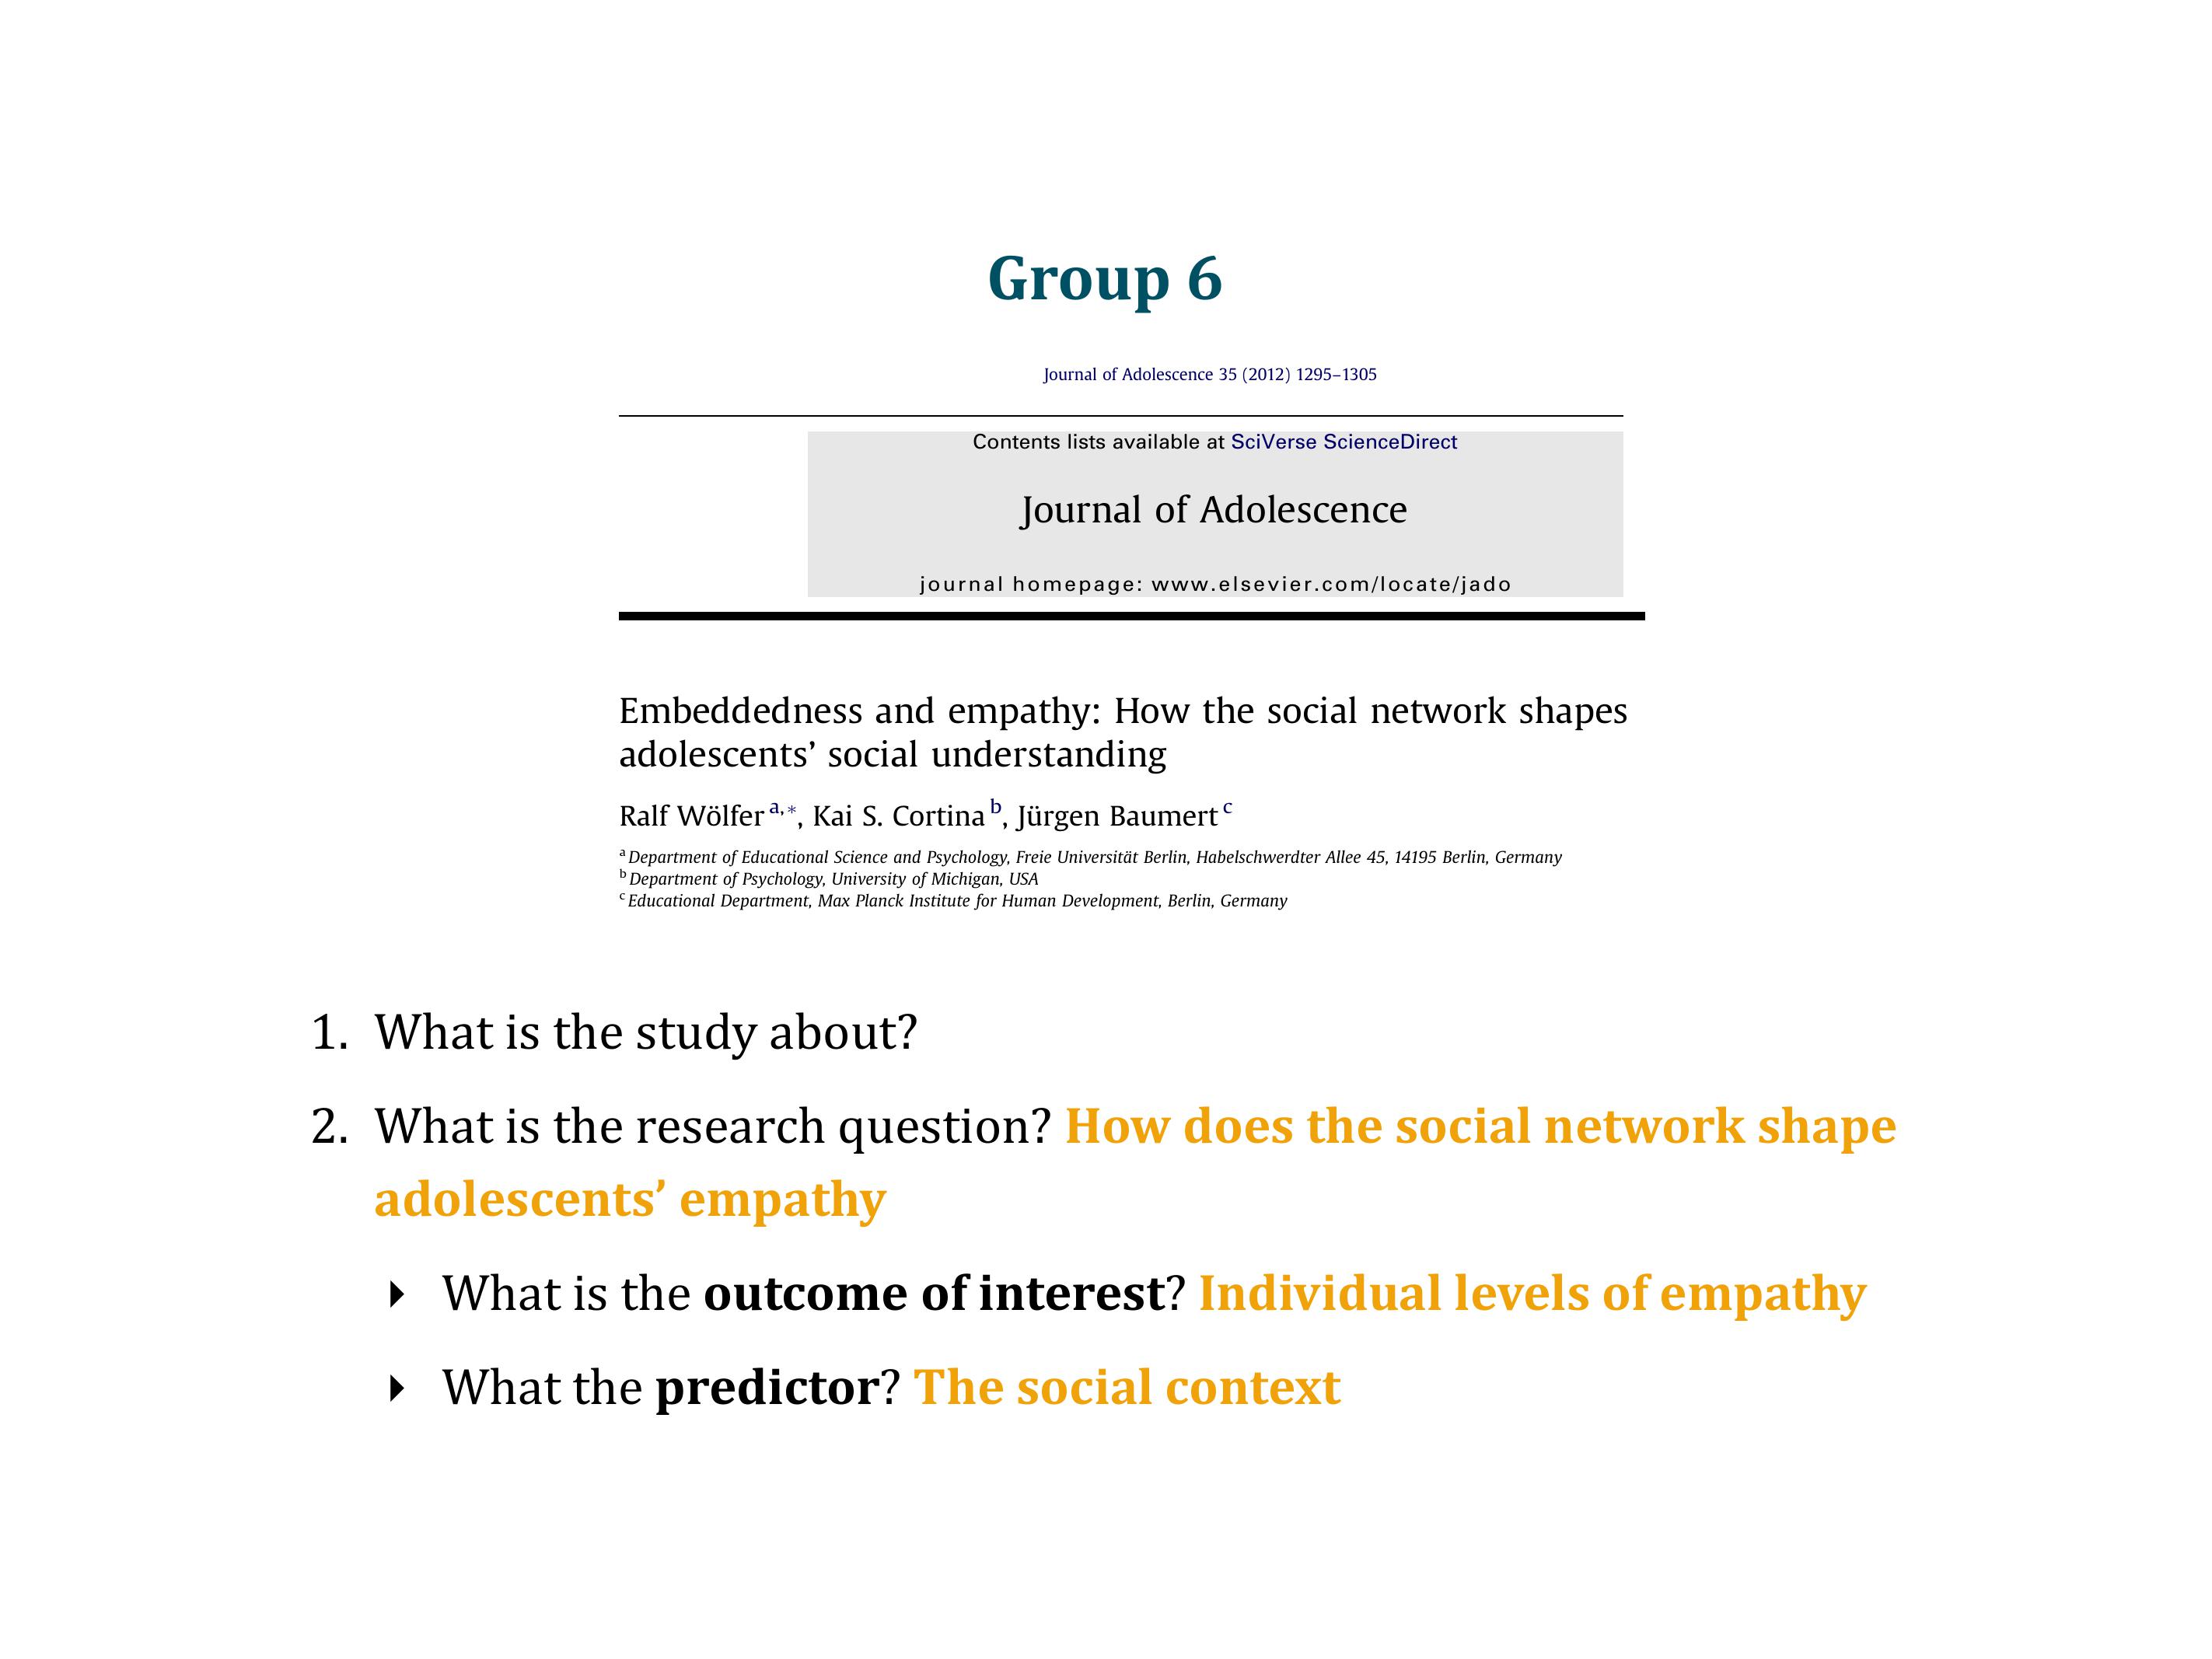 Group 6
Journal of Adolescence 35 (2012) 1295–1305
Contents lists available at SciVerse ScienceDirect
Journal of Adolescence
journal homepage: www.elsevier.com/locate/jado
Embeddedness and empathy: How the social network shapes
adolescents’ social understanding
Ralf Wölfer a,*, Kai S. Cortina b, Jürgen Baumert c
a Department of Educational Science and Psychology, Freie Universität Berlin, Habelschwerdter Allee 45, 14195 Berlin, Germany
b Department of Psychology, University of Michigan, USA
c Educational Department, Max Planck Institute for Human Development, Berlin, Germany
1. What is the study about?
2. What is the research question? How does the social network shape
adolescents’ empathy
▸ What is the outcome of interest? Individual levels of empathy
▸ What the predictor? The social context